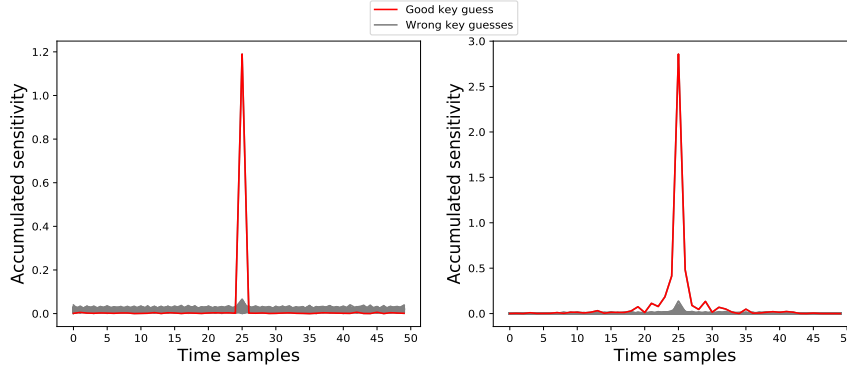 Good key guess
Wrong key guesses
Accumulated sensitivity
1.2
1.0
0.8
0.6
0.4
0.2
0.0
0 5 10 15 20 25 30 35 40 45 50
Time samples
Accumulated sensitivity
3.0
2.5
2.0
1.5
1.0
0.5
0.0
0 5 10 15 20 25 30 35 40 45
Time samples